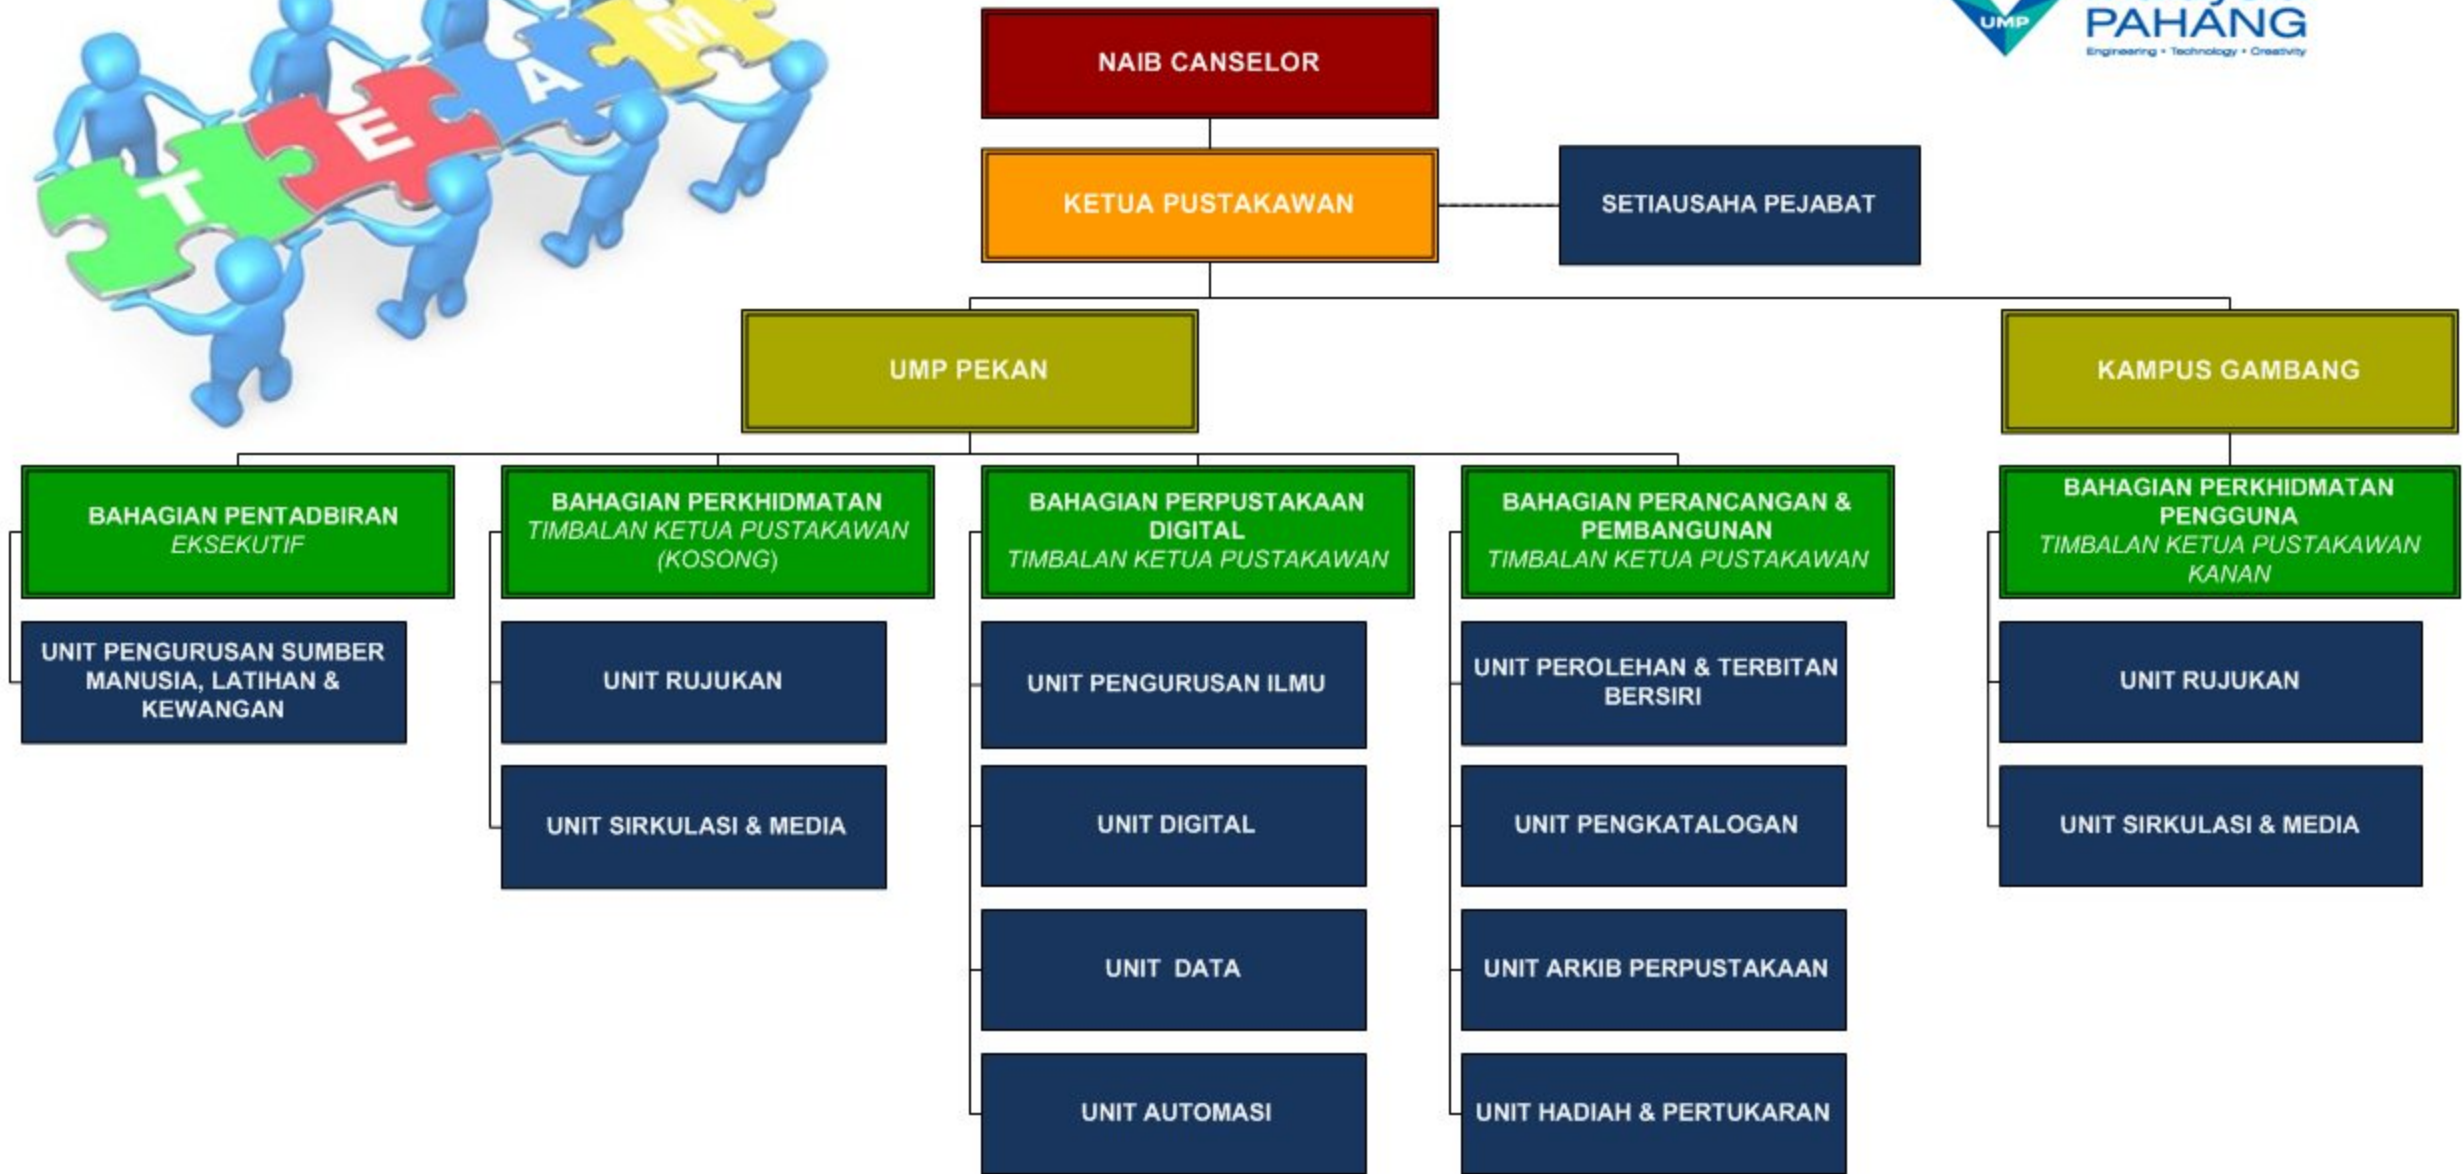 T
E
A
M
UMP
PAHANG
Engineering • Technology • Creativity
NAIB CANSELOR
KETUA PUSTAKAWAN
SETIAUSAHA PEJABAT
UMP PEKAN
KAMPUS GAMBANG
BAHAGIAN PENTADBIRAN
EKSEKUTIF
UNIT PENGURUSAN SUMBER
MANUSIA, LATIHAN &
KEWANGAN
BAHAGIAN PERKHIDMATAN
TIMBALAN KETUA PUSTAKAWAN
(KOSONG)
UNIT RUJUKAN
UNIT SIRKULASI & MEDIA
BAHAGIAN PERPUSTAKAAN
DIGITAL
TIMBALAN KETUA PUSTAKAWAN
UNIT PENGURUSAN ILMU
UNIT DIGITAL
UNIT DATA
UNIT AUTOMASI
BAHAGIAN PERANCANGAN &
PEMBANGUNAN
TIMBALAN KETUA PUSTAKAWAN
UNIT PEROLEHAN & TERBITAN
BERSIRI
UNIT PENGKATALOGAN
UNIT ARKIB PERPUSTAKAAN
UNIT HADIAH & PERTUKARAN
BAHAGIAN PERKHIDMATAN
PENGGUNA
TIMBALAN KETUA PUSTAKAWAN
KANAN
UNIT RUJUKAN
UNIT SIRKULASI & MEDIA